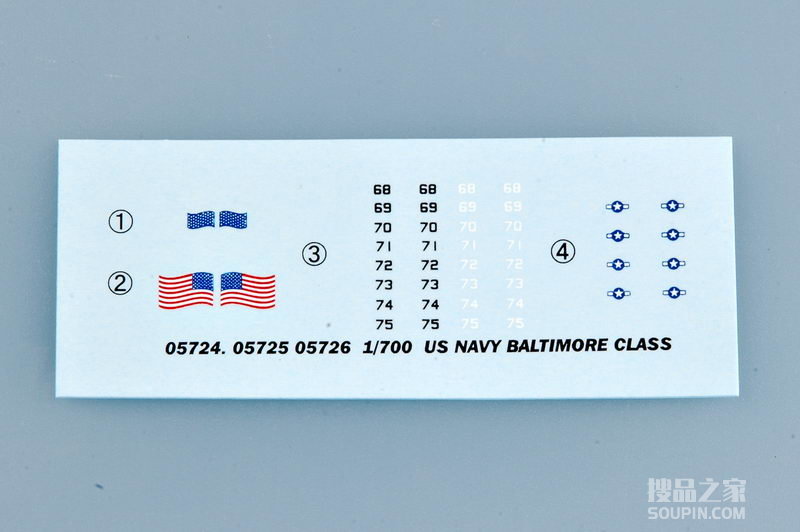 ①
②
③
④
68 68 68 68
69 69 69 69
70 70 70 70
71 71 71 71
72 72 72 72
73 73 73 73
74 74 74 74
75 75 75 75
05724. 05725 05726 1/700 US NAVY BALTIMORE CLASS
搜品之家
SOUPIN.COM